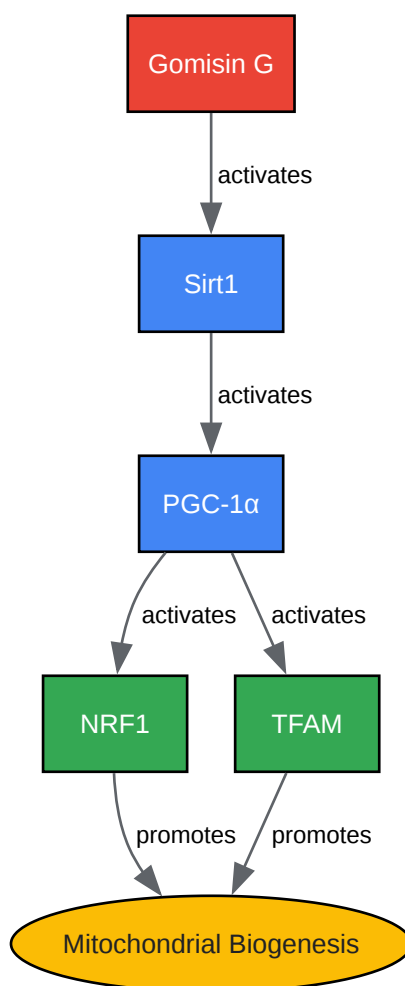 Gomisin G
activates
Sirt1
activates
PGC-1α
activates activates
NRF1 TFAM
promotes promotes
Mitochondrial Biogenesis